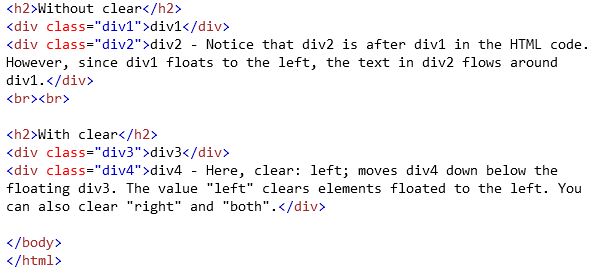 <h2>Without clear</h2>
<div class="div1">div1</div>
<div class="div2">div2 - Notice that div2 is after div1 in the HTML code.
However, since div1 floats to the left, the text in div2 flows around
div1.</div>
<br><br>
<h2>With clear</h2>
<div class="div3">div3</div>
<div class="div4">div4 - Here, clear: left; moves div4 down below the
floating div3. The value "left" clears elements floated to the left. You
can also clear "right" and "both".</div>
</body>
</html>